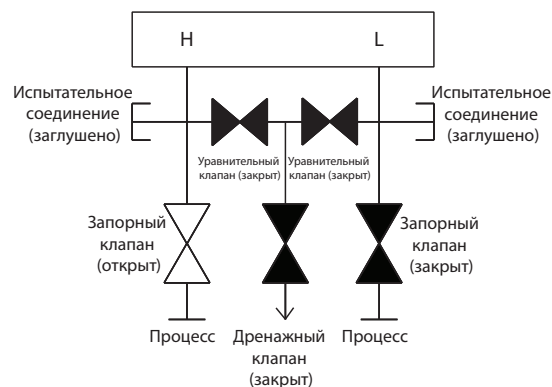 H
L
Испытательное
соединение
(заглушено)
Испытательное
соединение
(заглушено)
Уравнительный
клапан (закрыт)
Уравнительный
клапан (закрыт)
Запорный
клапан
(открыт)
Запорный
клапан
(закрыт)
Процесс
Дренажный
клапан
(закрыт)
Процесс